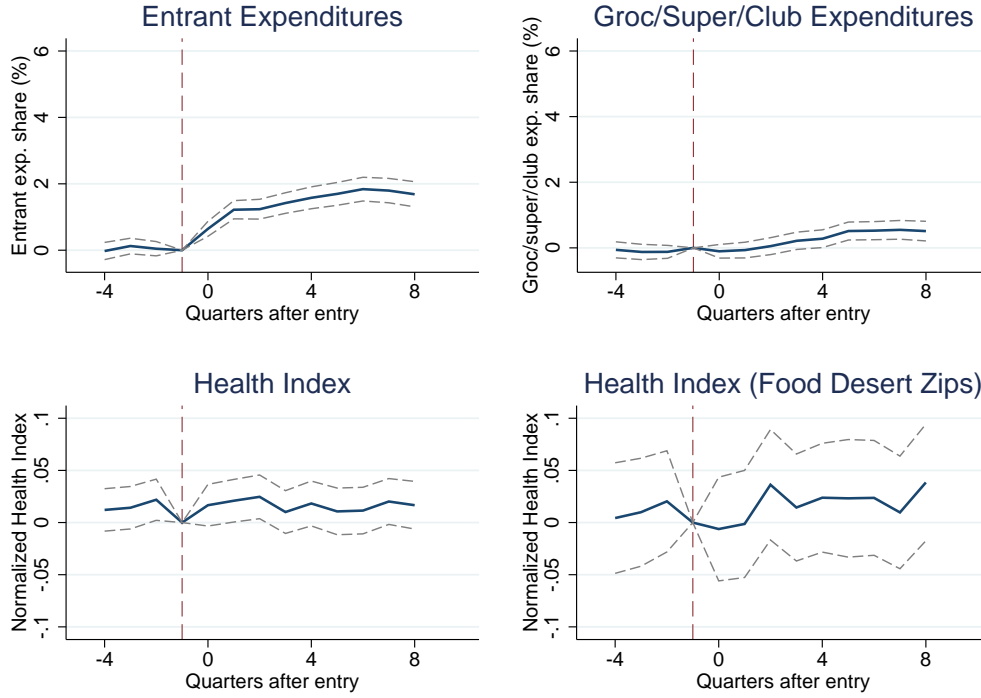 Entrant Expenditures
Entrant exp. share (%)
6
4
2
0
-4 0 4 8
Quarters after entry
Groc/Super/Club Expenditures
Groc/super/club exp. share (%)
6
4
2
0
-4 0 4 8
Quarters after entry
Health Index
Normalized Health Index
.1
.05
0
-.05
-.1
-4 0 4 8
Quarters after entry
Health Index (Food Desert Zips)
Normalized Health Index
.1
.05
0
-.05
-.1
-4 0 4 8
Quarters after entry